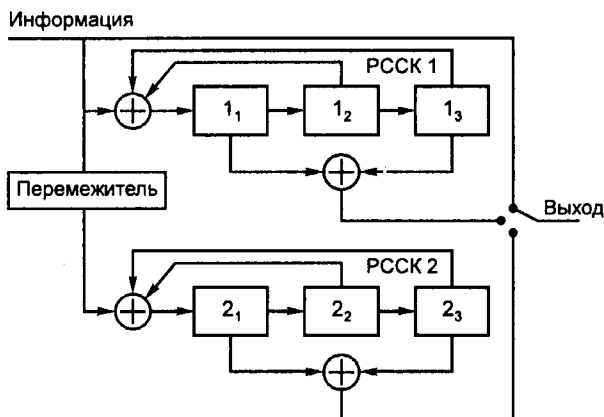 Информация
РССК 1
1₁
1₂
1₃
Перемежитель
Выход
РССК 2
2₁
2₂
2₃